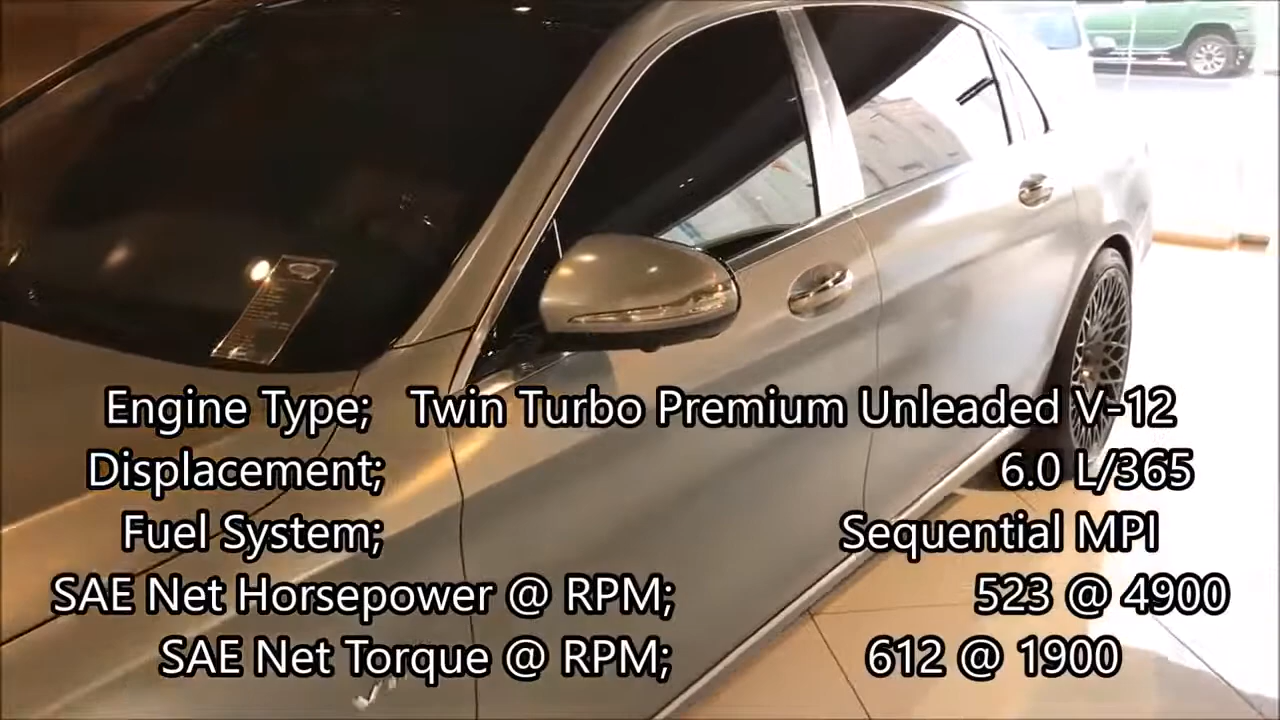 Engine Type; Twin Turbo Premium Unleaded V-12
Displacement; 6.0 L/365
Fuel System; Sequential MPI
SAE Net Horsepower @ RPM; 523 @ 4900
SAE Net Torque @ RPM; 612 @ 1900